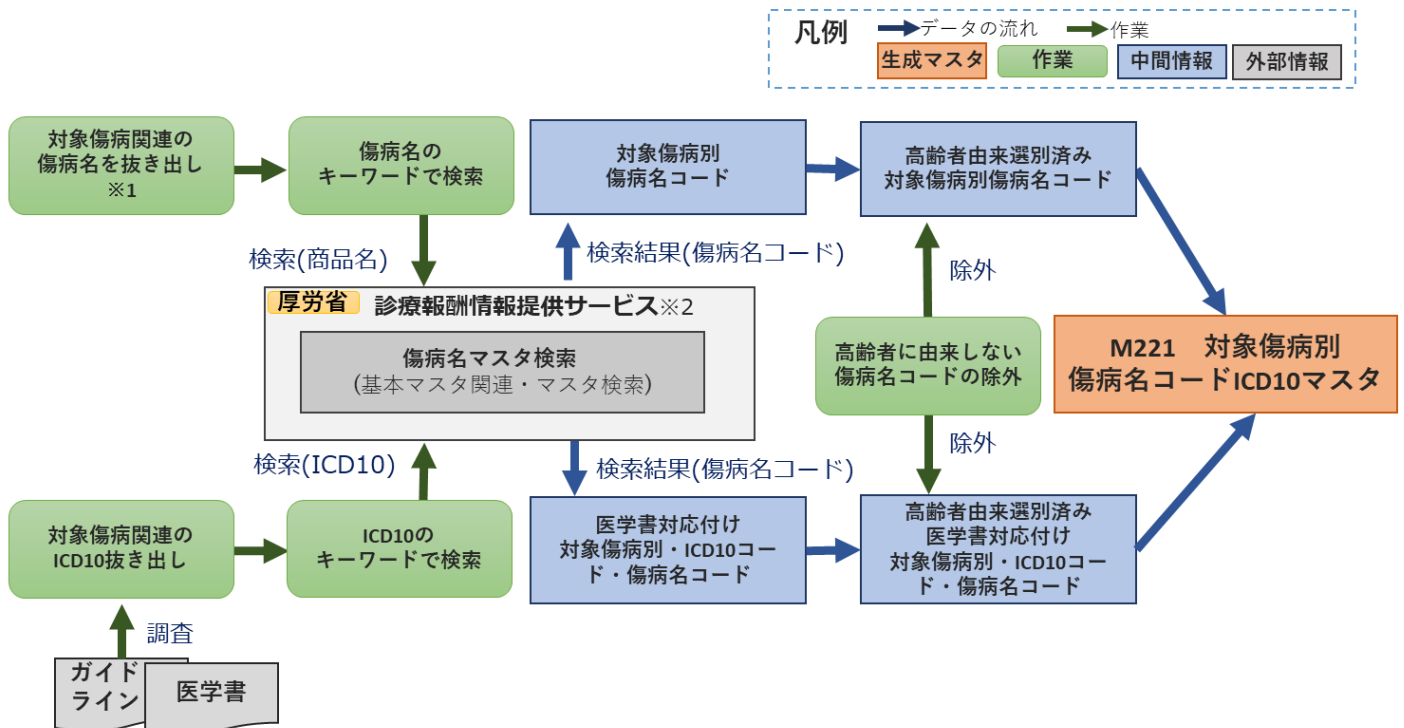 凡例
データの流れ
作業
生成マスタ
作業
中間情報
外部情報
対象傷病関連の
傷病名を抜き出し
※1
傷病名の
キーワードで検索
対象傷病別
傷病名コード
高齢者由来選別済み
対象傷病別傷病名コード
検索(商品名)
検索結果(傷病名コード)
除外
厚労省
診療報酬情報提供サービス※2
傷病名マスタ検索
(基本マスタ関連・マスタ検索)
高齢者に由来しない
傷病名コードの除外
M221 対象傷病別
傷病名コードICD10マスタ
検索(ICD10)
検索結果(傷病名コード)
除外
対象傷病関連の
ICD10抜き出し
ICD10の
キーワードで検索
医学書対応付け
対象傷病別・ICD10コー
ド・傷病名コード
高齢者由来選別済み
医学書対応付け
対象傷病別・ICD10コー
ド・傷病名コード
調査
ガイド
ライン
医学書